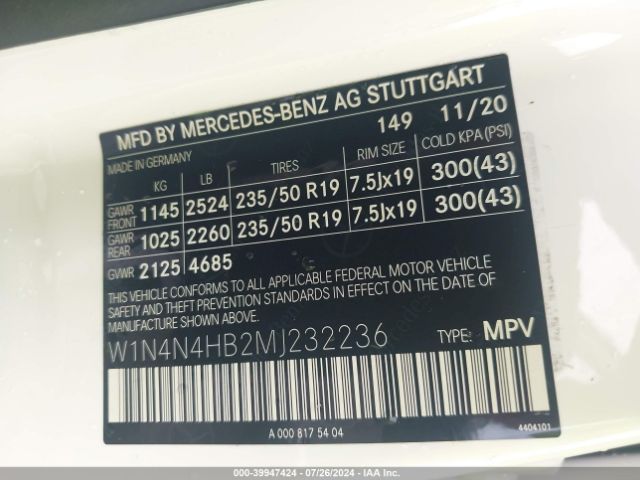 MFD BY MERCEDES-BENZ AG STUTTGART
149 11/20
MADE IN GERMANY
KG LB TIRES RIM SIZE COLD KPA (PSI)
GAWR FRONT 1145 2524 235/50 R19 7.5Jx19 300(43)
GAWR REAR 1025 2260 235/50 R19 7.5Jx19 300(43)
GVWR 2125 4685
THIS VEHICLE CONFORMS TO ALL APPLICABLE FEDERAL MOTOR VEHICLE
SAFETY AND THEFT PREVENTION STANDARDS IN EFFECT ON THE DATE OF
MANUFACTURE SHOWN ABOVE.
W1N4N4HB2MJ232236 TYPE: MPV
A 000 817 54 04 4404101
000-39947424 - 07/26/2024 - IAA Inc.